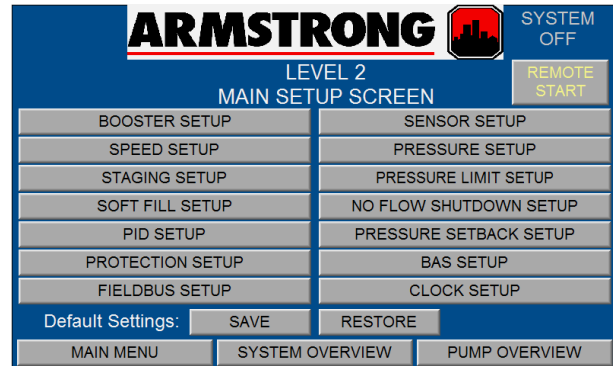 ARMSTRONG
SYSTEM
OFF
LEVEL 2
MAIN SETUP SCREEN
REMOTE
START
BOOSTER SETUP
SENSOR SETUP
SPEED SETUP
PRESSURE SETUP
STAGING SETUP
PRESSURE LIMIT SETUP
SOFT FILL SETUP
NO FLOW SHUTDOWN SETUP
PID SETUP
PRESSURE SETBACK SETUP
PROTECTION SETUP
BAS SETUP
FIELDBUS SETUP
CLOCK SETUP
Default Settings:
SAVE
RESTORE
MAIN MENU
SYSTEM OVERVIEW
PUMP OVERVIEW